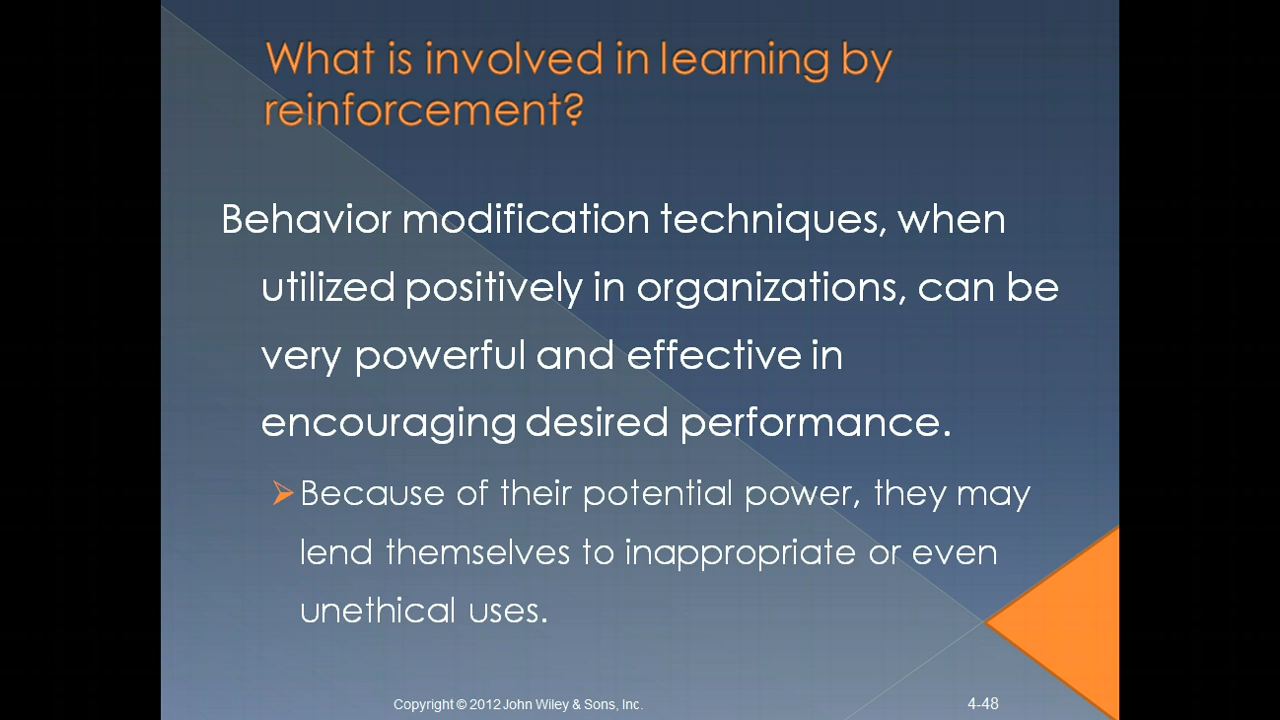 What is involved in learning by
reinforcement?
Behavior modification techniques, when
utilized positively in organizations, can be
very powerful and effective in
encouraging desired performance.
Because of their potential power, they may
lend themselves to inappropriate or even
unethical uses.
Copyright © 2012 John Wiley & Sons, Inc.
4-48